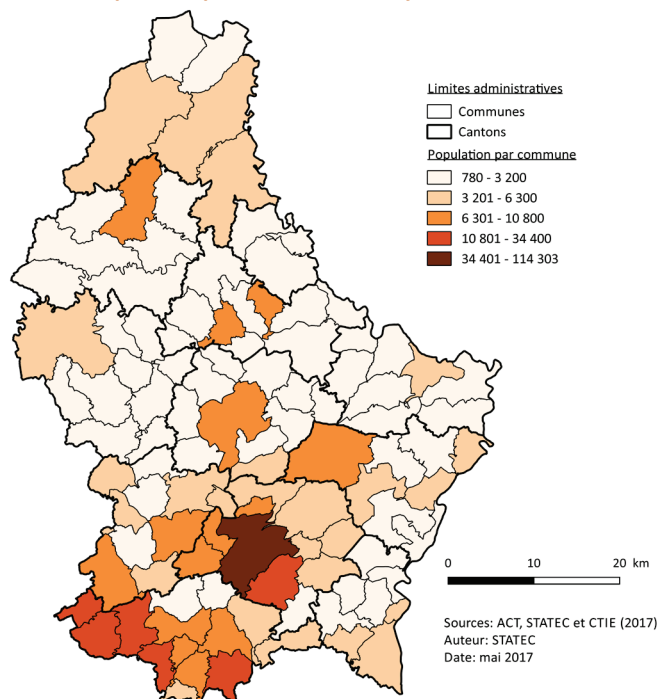 Limites administratives
Communes
Cantons
Population par commune
780 - 3 200
3 201 - 6 300
6 301 - 10 800
10 801 - 34 400
34 401 - 114 303
0 10 20 km
Sources: ACT, STATEC et CTIE (2017)
Auteur: STATEC
Date: mai 2017